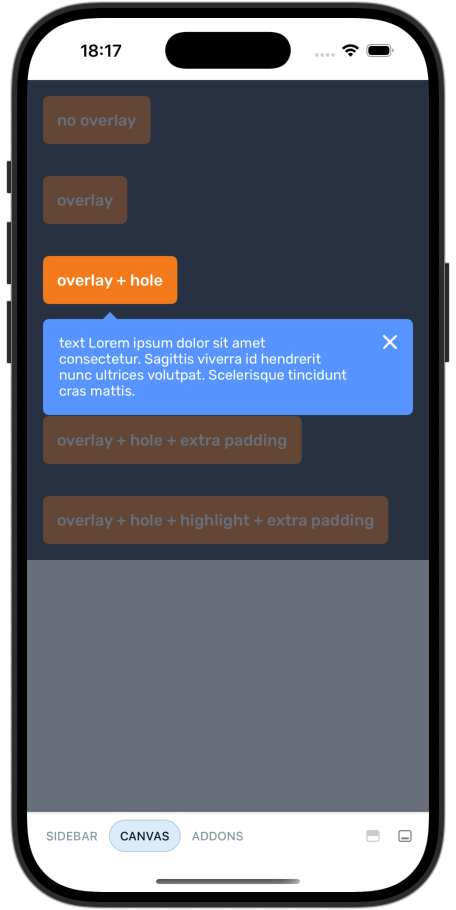 18:17
no overlay
overlay
overlay + hole
text Lorem ipsum dolor sit amet
consectetur. Sagittis viverra id hendrerit
nunc ultrices volutpat. Scelerisque tincidunt
cras mattis.
overlay + hole + extra padding
overlay + hole + highlight + extra padding
SIDEBAR CANVAS ADDONS